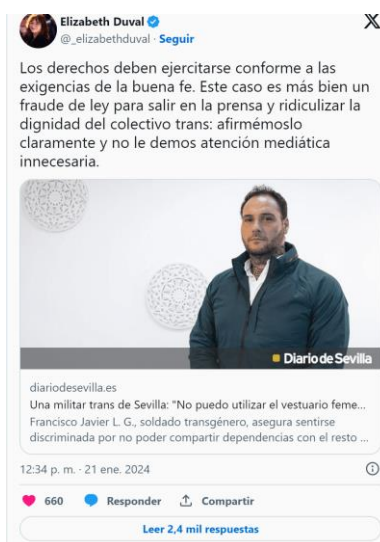 Elizabeth Duval
@_elizabethduval · Seguir
X
Los derechos deben ejercitarse conforme a las
exigencias de la buena fe. Este caso es más bien un
fraude de ley para salir en la prensa y ridiculizar la
dignidad del colectivo trans: afirmémoslo
claramente y no le demos atención mediática
innecesaria.
Diario de Sevilla
diariodesevilla.es
Una militar trans de Sevilla: "No puedo utilizar el vestuario feme...
Francisco Javier L. G., soldado transgénero, asegura sentirse
discriminada por no poder compartir dependencias con el resto ...
12:34 p. m. · 21 ene. 2024
660 Responder Compartir
Leer 2,4 mil respuestas